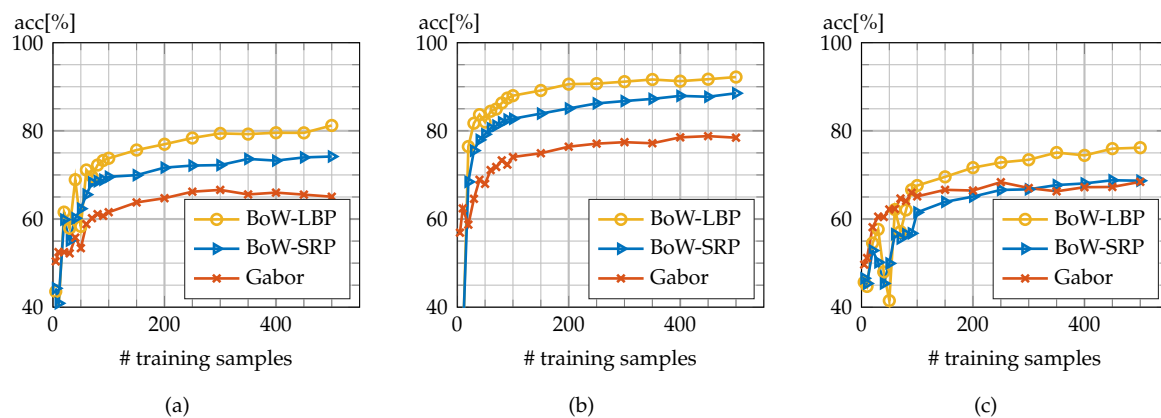 acc[%]
100
80
60
40
0
200
400
# training samples
BoW-LBP
BoW-SRP
Gabor
(a)
acc[%]
100
80
60
40
0
200
400
# training samples
BoW-LBP
BoW-SRP
Gabor
(b)
acc[%]
100
80
60
40
0
200
400
# training samples
BoW-LBP
BoW-SRP
Gabor
(c)